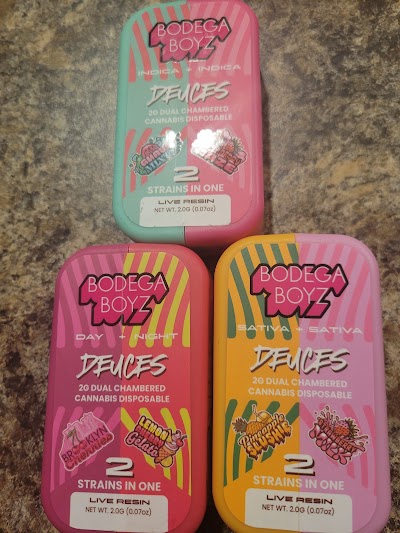 BODEGA
BOYZ
INDICA + INDICA
DEUCES
2G DUAL CHAMBERED
CANNABIS DISPOSABLE
2
STRAINS IN ONE
LIVE RESIN
NET WT. 2.0G (0.07oz)
BODEGA
BOYZ
DAY + NIGHT
DEUCES
2G DUAL CHAMBERED
CANNABIS DISPOSABLE
BROOKLYN
LEMON
Gelato
2
STRAINS IN ONE
LIVE RESIN
NET WT. 2.0G (0.07oz)
BODEGA
BOYZ
SATIVA + SATIVA
DEUCES
2G DUAL CHAMBERED
CANNABIS DISPOSABLE
Pineapple
2
STRAINS IN ONE
LIVE RESIN
NET WT. 2.0G (0.07oz)